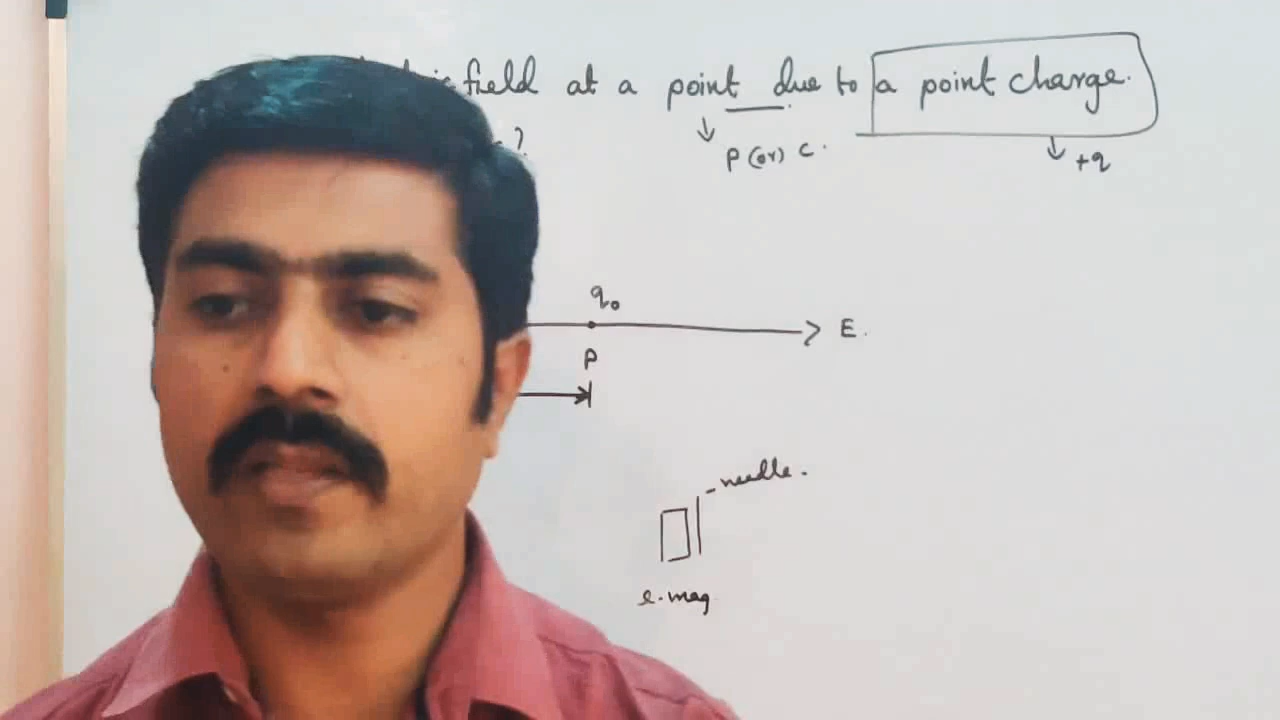 field at a point due to a point charge.
?
P (or) C.
+q
q₀
E.
P
needle.
e.mag